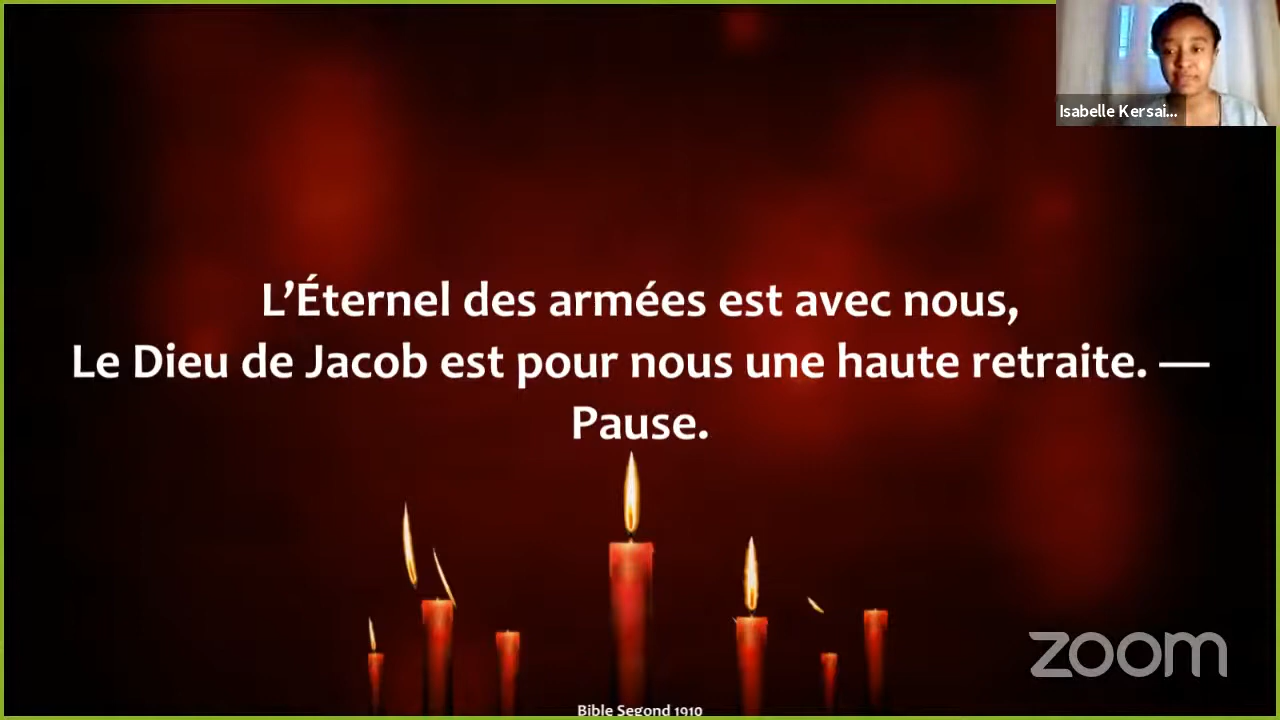 Isabelle Kersai...
L’Éternel des armées est avec nous,
Le Dieu de Jacob est pour nous une haute retraite. —
Pause.
zoom
Bible Segond 1910